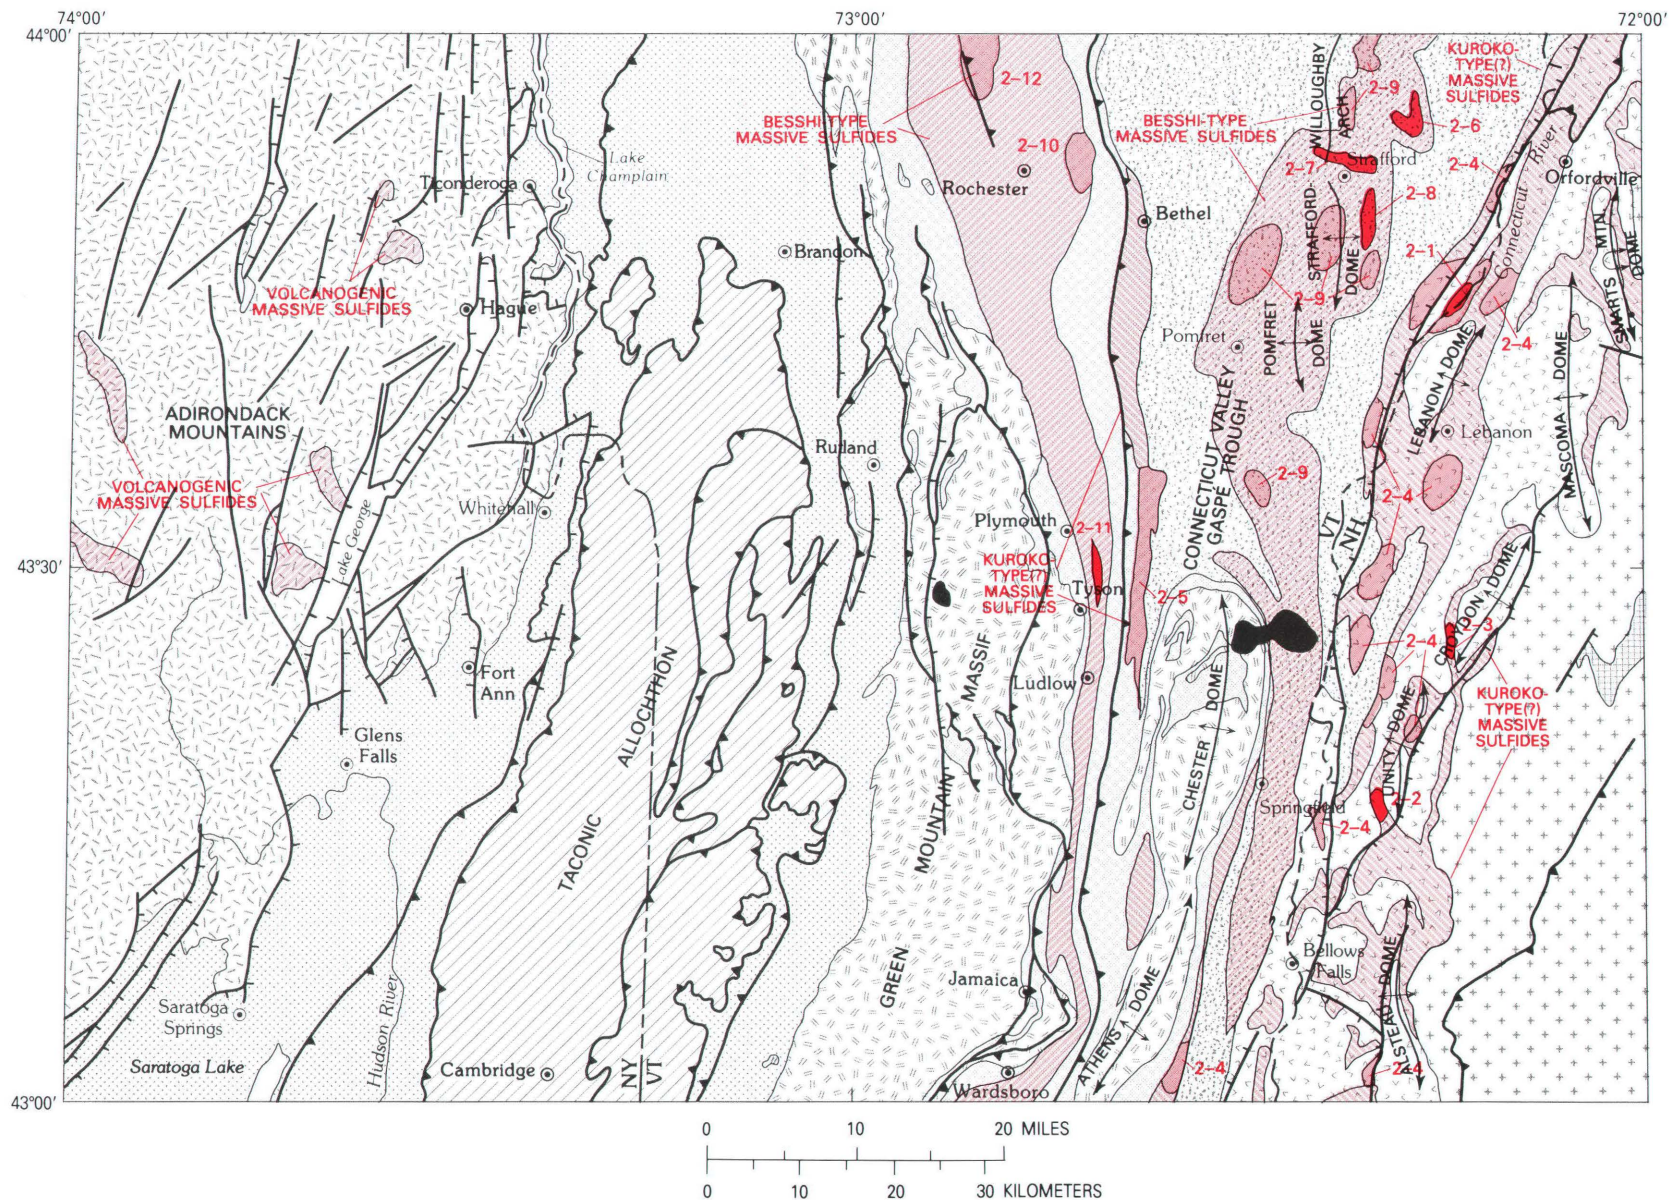 74°00′
73°00′
72°00′
44°00′
2–12
BESSHI-TYPE
MASSIVE SULFIDES
2–10
Rochester
Lake
Champlain
Ticonderoga
Brandon
Bethel
BESSHI-TYPE
MASSIVE SULFIDES
WILLOUGHBY
ARCH
2–9
KUROKO-
TYPE(?)
MASSIVE
SULFIDES
2–6
2–7
Strafford
2–4
2–8
Connecticut River
Orfordville
STRAFFORD
DOME
2–1
2–9
2–4
SMARTS MTN.
DOME
VOLCANOGENIC
MASSIVE SULFIDES
Hague
Pomfret
POMFRET
DOME
LEBANON DOME
Lebanon
MASCOMA DOME
ADIRONDACK
MOUNTAINS
VOLCANOGENIC
MASSIVE SULFIDES
Lake George
Whitehall
Rutland
CONNECTICUT VALLEY
GASPE TROUGH
2–9
2–4
VT
NH
Plymouth
2–11
43°30′
KUROKO-
TYPE(?)
MASSIVE
SULFIDES
Tyson
2–5
Fort
Ann
Glens
Falls
Ludlow
CHESTER DOME
2–4
CROYDON DOME
2–3
KUROKO-
TYPE(?)
MASSIVE
SULFIDES
UNITY DOME
2–2
Springfield
2–4
TACONIC
ALLOCHTHON
GREEN
MOUNTAIN
MASSIF
Saratoga
Springs
Saratoga Lake
Hudson River
Cambridge
NY
VT
Jamaica
Wardsboro
ATHENS DOME
2–4
Bellows
Falls
ALSTEAD DOME
2–4
43°00′
0 10 20 MILES
0 10 20 30 KILOMETERS